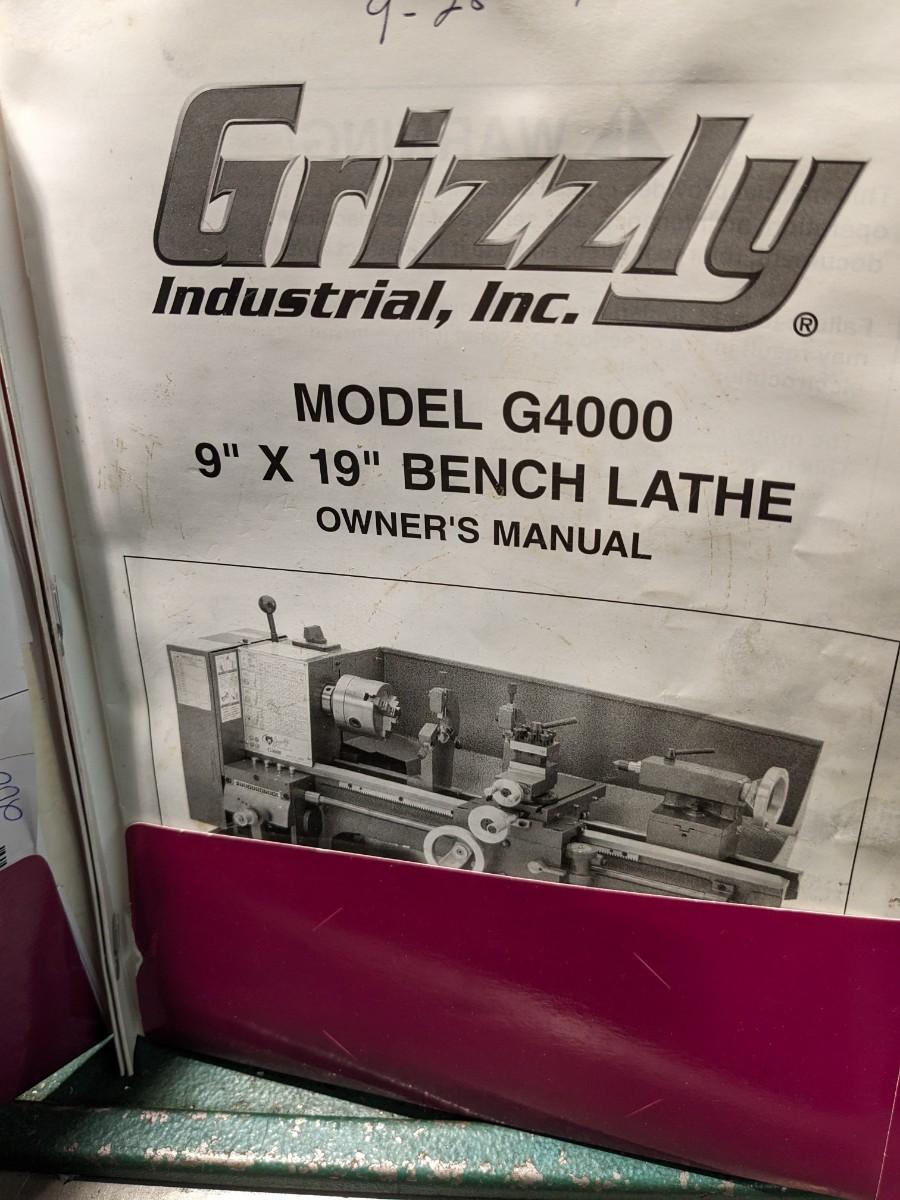 Grizzly
Industrial, Inc. ®
MODEL G4000
9" X 19" BENCH LATHE
OWNER'S MANUAL